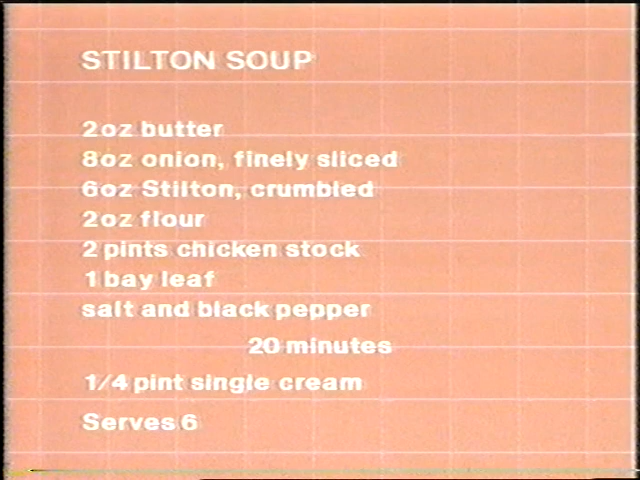 STILTON SOUP
2oz butter
8oz onion, finely sliced
6oz Stilton, crumbled
2oz flour
2 pints chicken stock
1 bay leaf
salt and black pepper
20 minutes
1/4 pint single cream
Serves 6